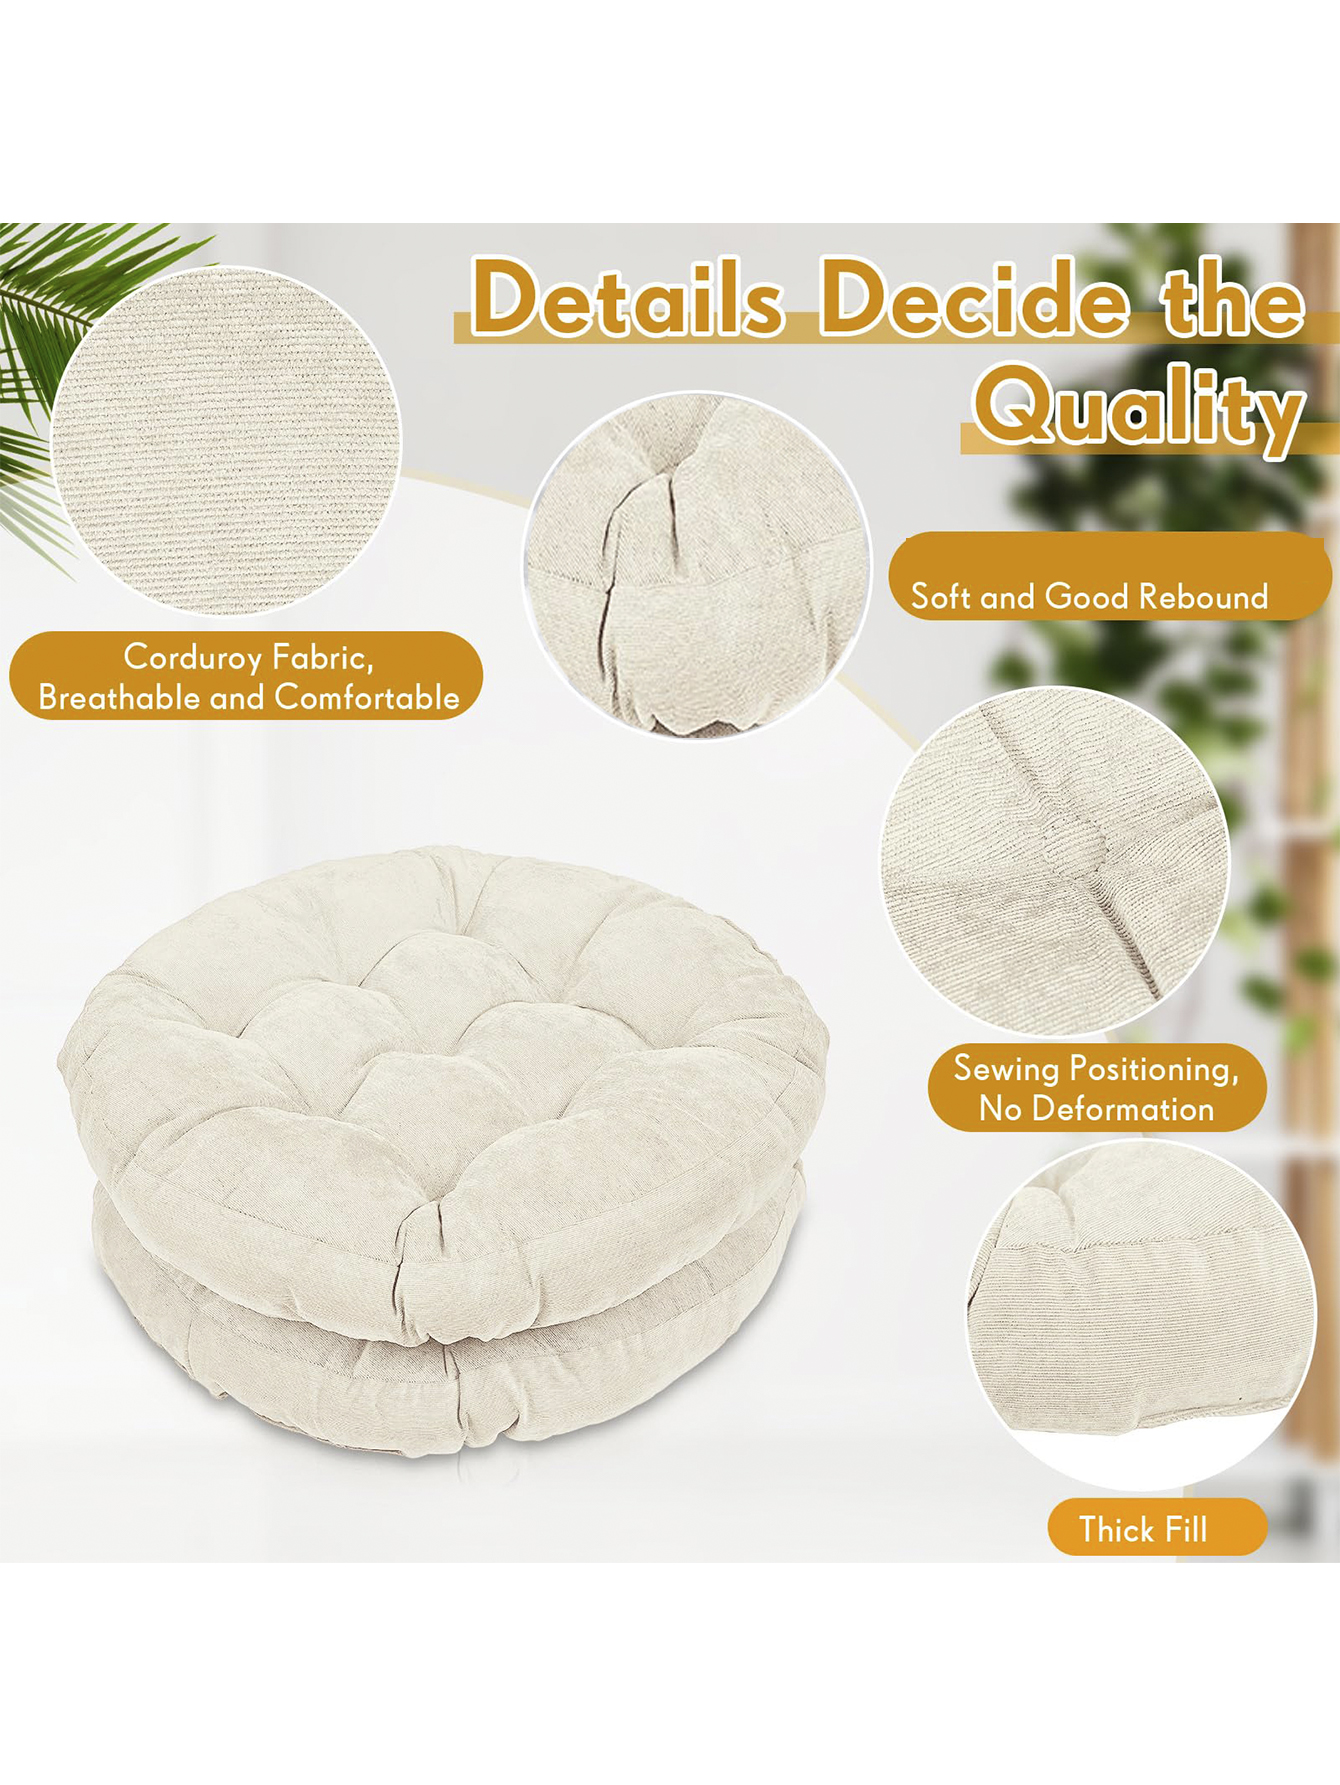 Details Decide the
Quality
Soft and Good Rebound
Corduroy Fabric,
Breathable and Comfortable
Sewing Positioning,
No Deformation
Thick Fill